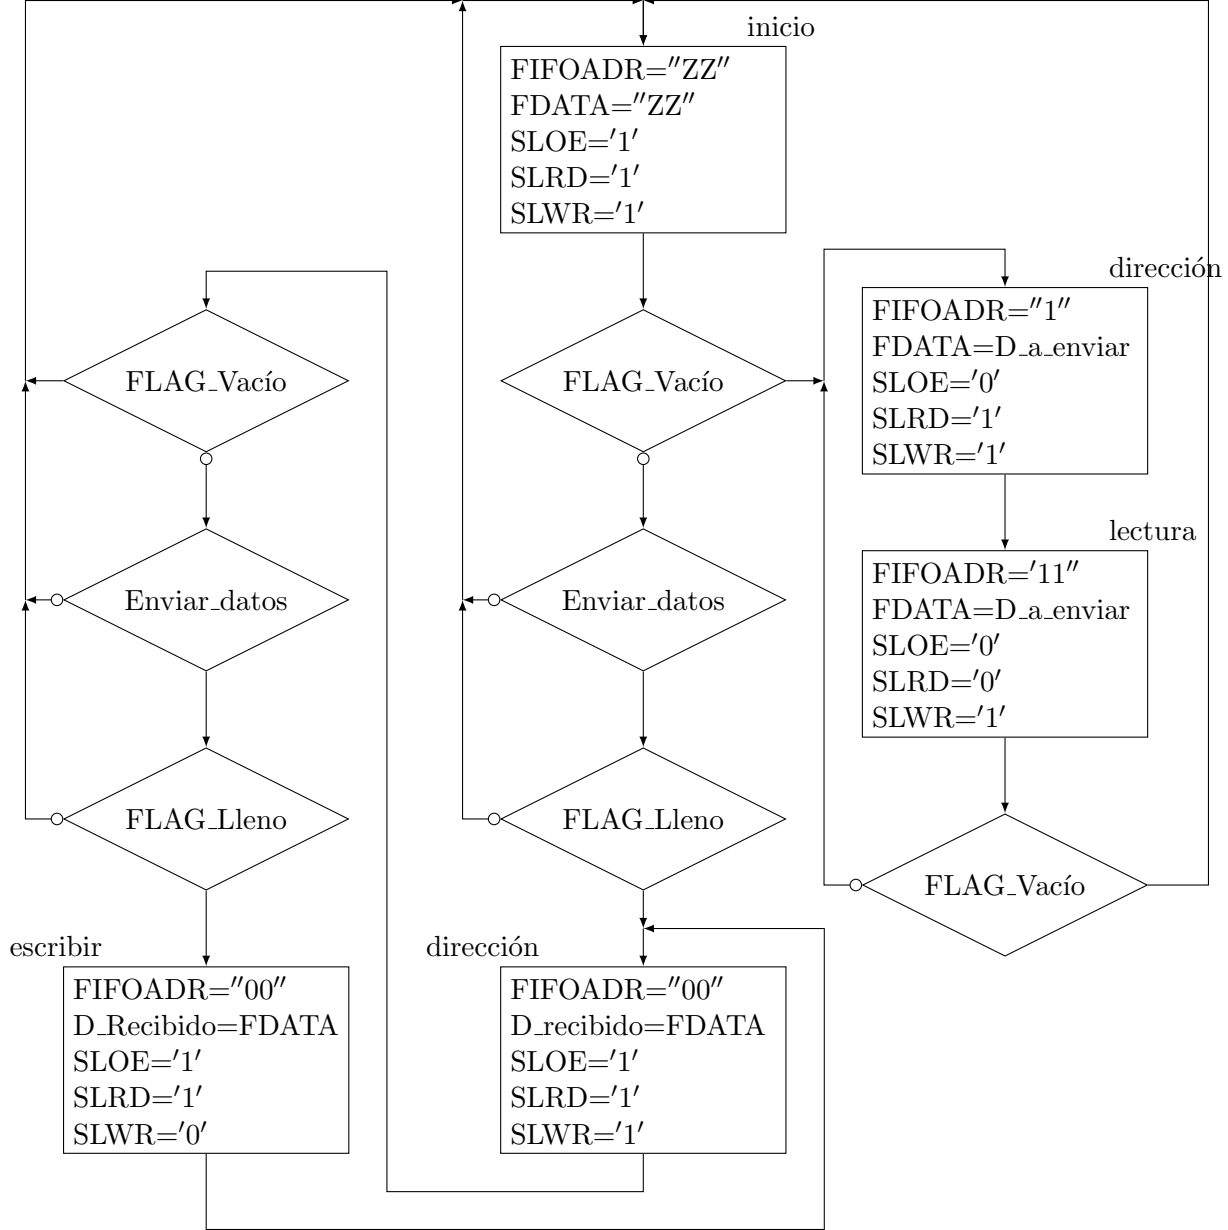 inicio
FIFOADR="ZZ"
FDATA="ZZ"
SLOE='1'
SLRD='1'
SLWR='1'
FLAG_Vacío
FLAG_Vacío
dirección
FIFOADR="1"
FDATA=D_a_enviar
SLOE='0'
SLRD='1'
SLWR='1'
Enviar_datos
Enviar_datos
lectura
FIFOADR='11"
FDATA=D_a_enviar
SLOE='0'
SLRD='0'
SLWR='1'
FLAG_Lleno
FLAG_Lleno
FLAG_Vacío
escribir
FIFOADR="00"
D_Recibido=FDATA
SLOE='1'
SLRD='1'
SLWR='0'
dirección
FIFOADR="00"
D_recibido=FDATA
SLOE='1'
SLRD='1'
SLWR='1'